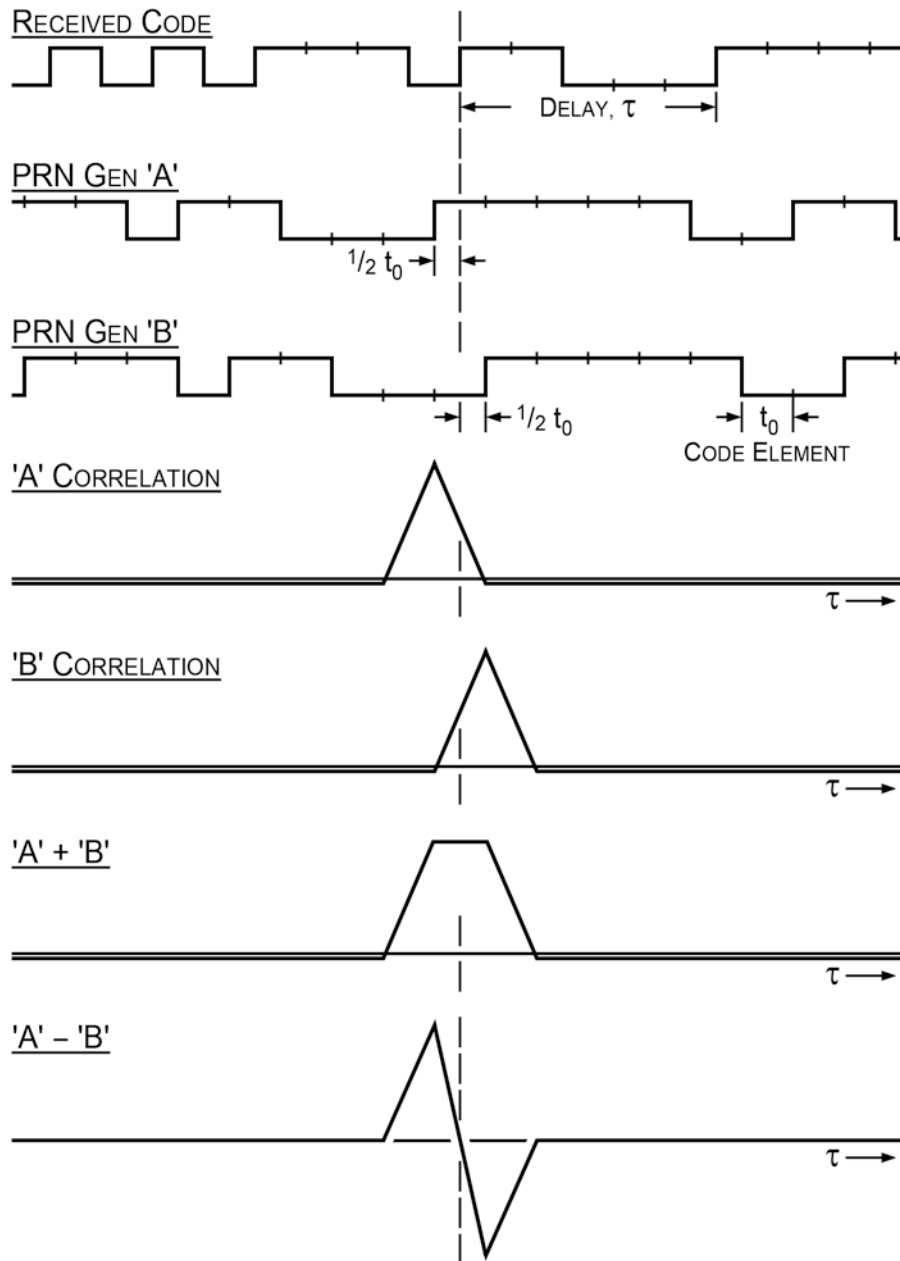 RECEIVED CODE
DELAY, τ
PRN GEN 'A'
1/2 t0
PRN GEN 'B'
1/2 t0
t0
CODE ELEMENT
'A' CORRELATION
τ
'B' CORRELATION
τ
'A' + 'B'
τ
'A' – 'B'
τ